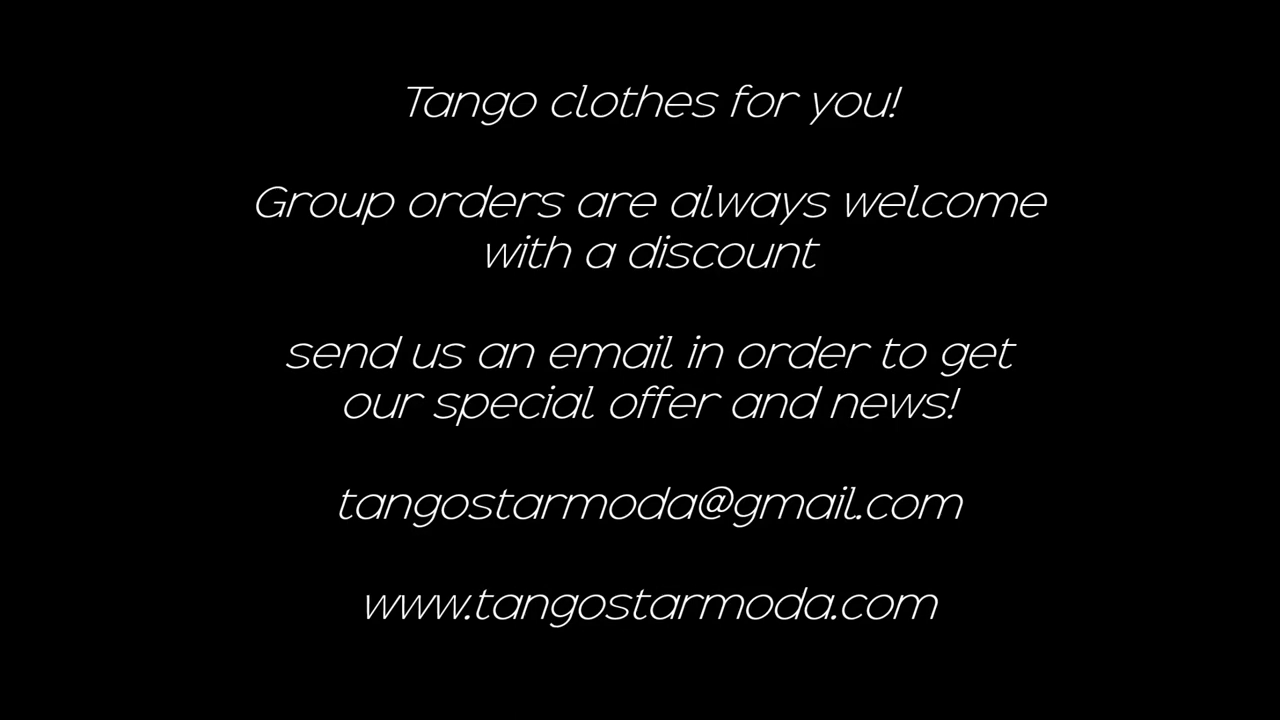 Tango clothes for you!
Group orders are always welcome
with a discount
send us an email in order to get
our special offer and news!
tangostarmoda@gmail.com
www.tangostarmoda.com